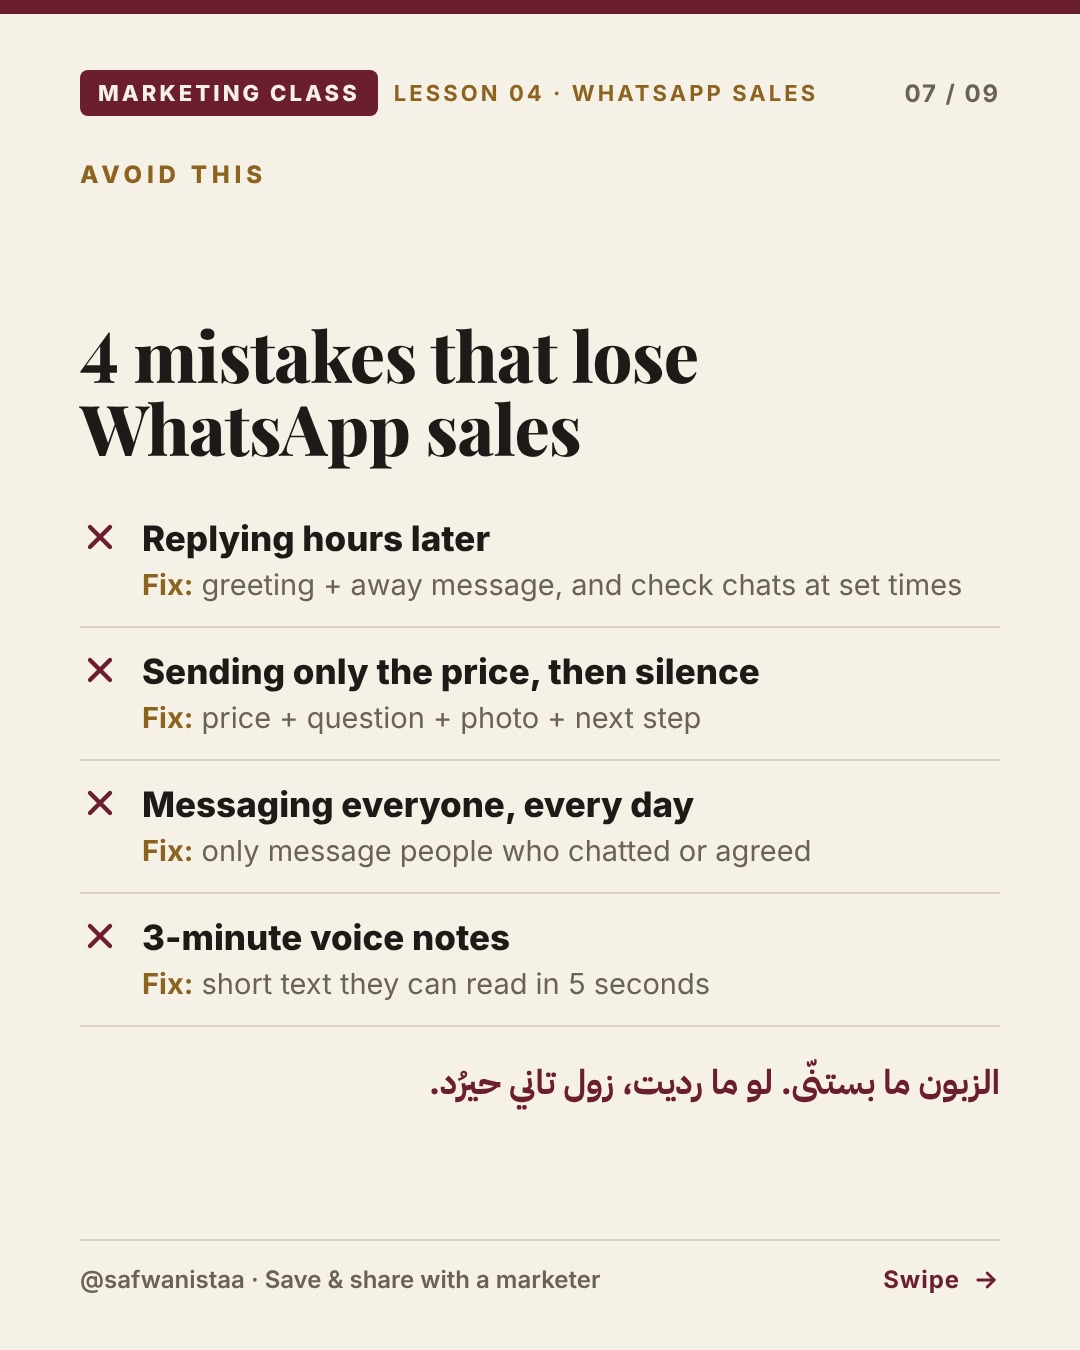 MARKETING CLASS LESSON 04 · WHATSAPP SALES 07 / 09
AVOID THIS
4 mistakes that lose
WhatsApp sales
✕ Replying hours later
Fix: greeting + away message, and check chats at set times
✕ Sending only the price, then silence
Fix: price + question + photo + next step
✕ Messaging everyone, every day
Fix: only message people who chatted or agreed
✕ 3-minute voice notes
Fix: short text they can read in 5 seconds
الزبون ما بستنّى. لو ما رديت، زول تاني حيرُد.
@safwanistaa · Save & share with a marketer Swipe →